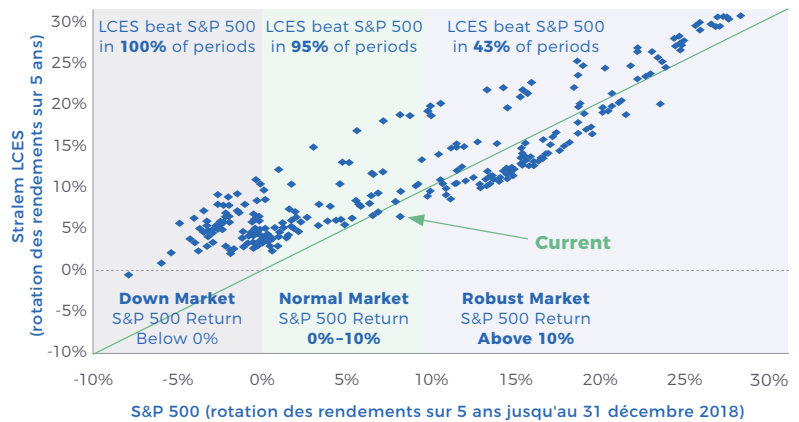 LCES beat S&P 500
in 100% of periods
LCES beat S&P 500
in 95% of periods
LCES beat S&P 500
in 43% of periods
30%
25%
20%
15%
10%
5%
0%
-5%
-10%
Stralem LCES
(rotation des rendements sur 5 ans)
Current
Down Market
S&P 500 Return
Below 0%
Normal Market
S&P 500 Return
0%–10%
Robust Market
S&P 500 Return
Above 10%
-10%
-5%
0%
5%
10%
15%
20%
25%
30%
S&P 500 (rotation des rendements sur 5 ans jusqu'au 31 décembre 2018)